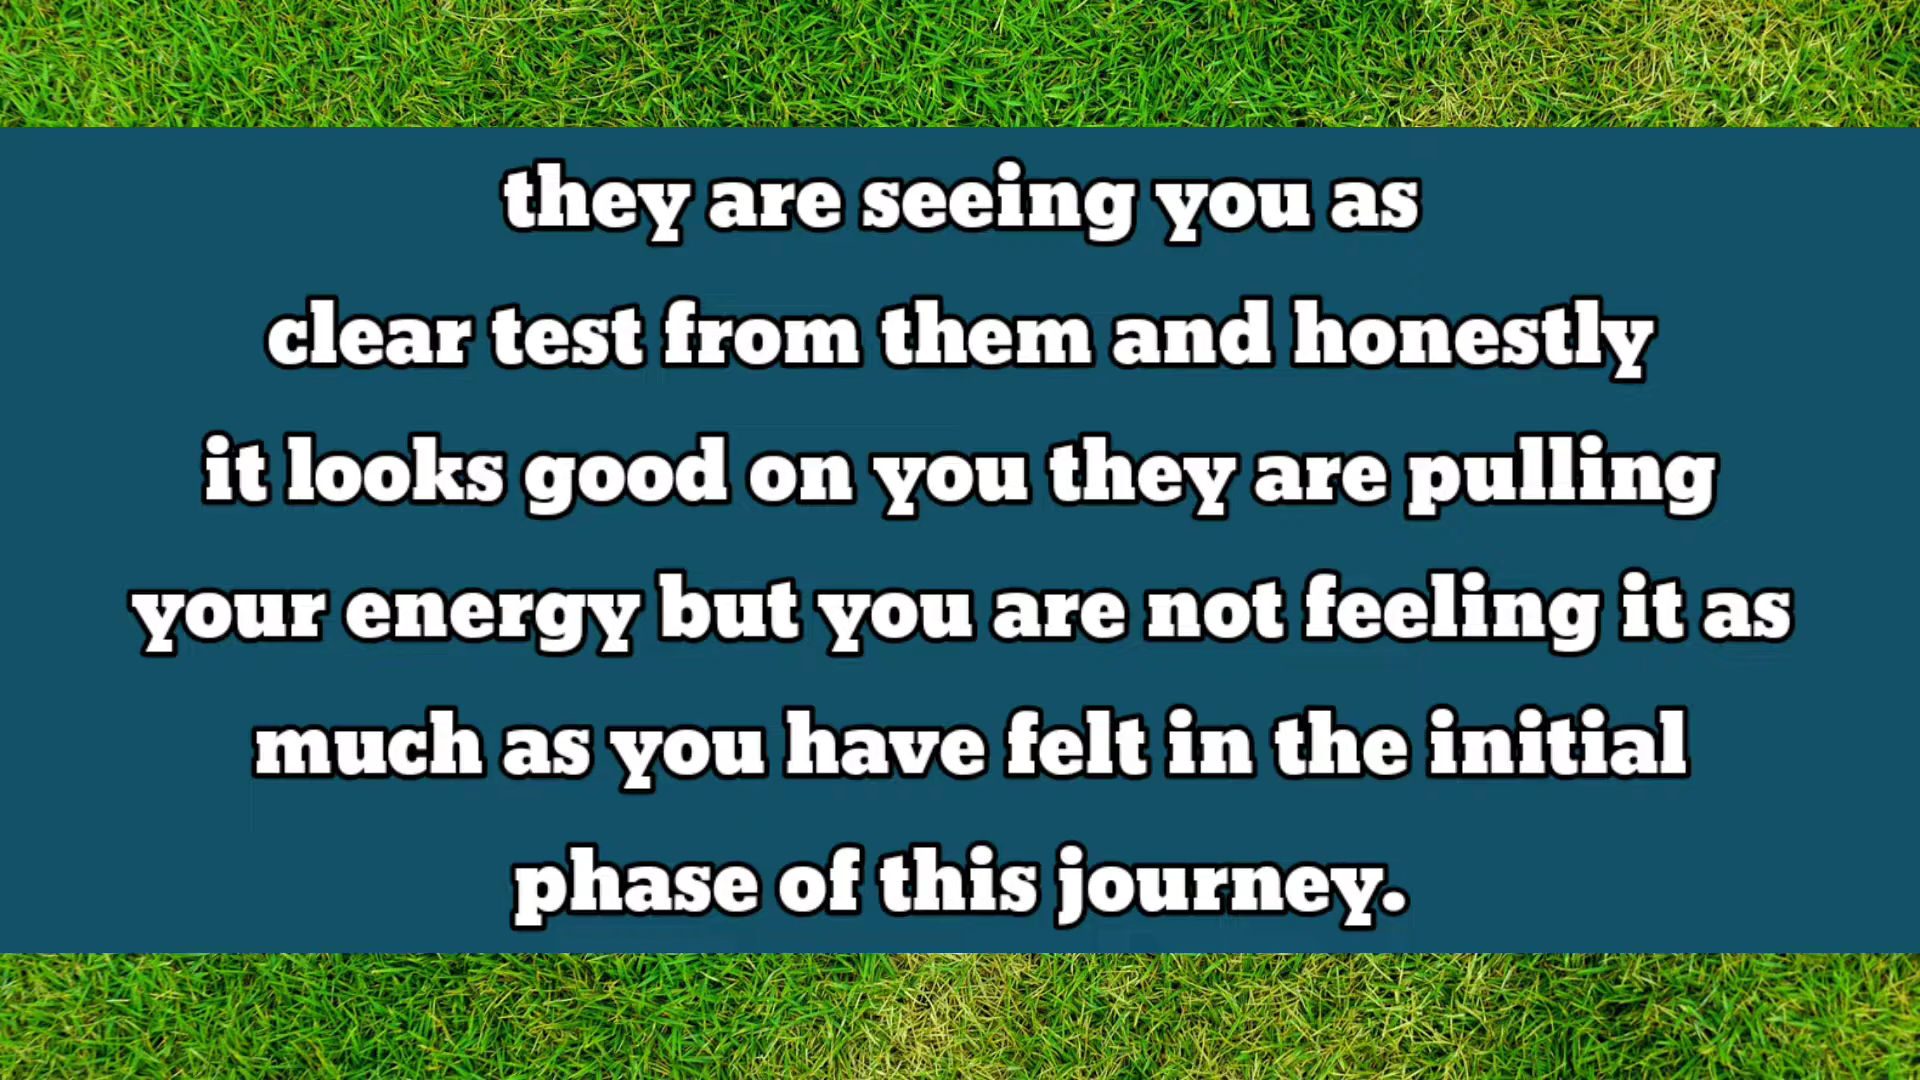 they are seeing you as
clear test from them and honestly
it looks good on you they are pulling
your energy but you are not feeling it as
much as you have felt in the initial
phase of this journey.